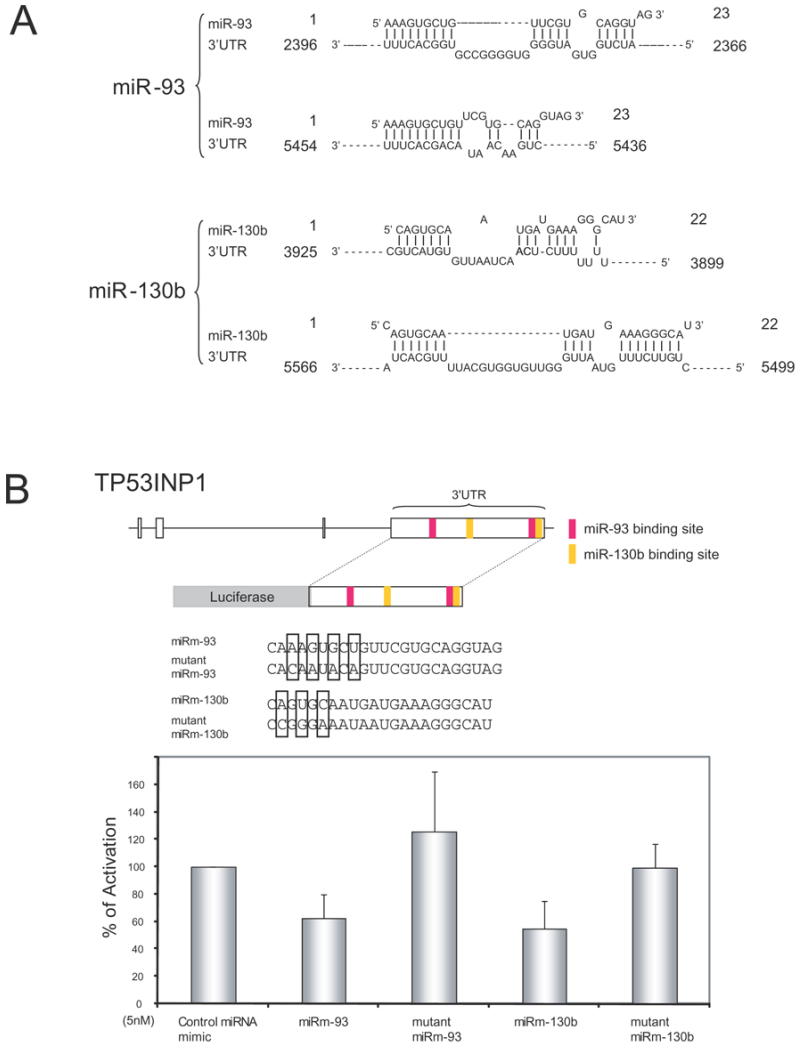 A
miR-93
miR-93 1 5' AAAGUGCUG------------UUCGU G CAGGU AG 3' 23
3'UTR 2396 3' -------- UUUCACGGU GCCGGGGUG GGGUA GUG GUCUA -------- 5' 2366
miR-93 1 5' AAAGUGCUGU UCG UG--CAG GUAG 3' 23
3'UTR 5454 3' ------ UUUCACGACA UA AC AA GUC ------- 5' 5436
miR-130b
miR-130b 1 5' CAGUGCA A UGA U GAAA GG G CAU 3' 22
3'UTR 3925 3' ------ CGUCAUGU GUUAAUCA ACU-CUUU UU U ------- 5' 3899
miR-130b 1 5' C AGUGCAA--------------UGAU G AAAGGGCA U 3' 22
3'UTR 5566 3' ------ A UCACGUU UUACGUGGUGUUGG GUUA AUG UUUCUUGU C ------ 5' 5499
B
TP53INP1
3'UTR
miR-93 binding site
miR-130b binding site
Luciferase
miRm-93 CAAAGUGCUGUUCGUGCAGGUAG
mutant miRm-93 CACAAUACAGUUCGUGCAGGUAG
miRm-130b CAGUGCAAUGAUGAAAGGGCAU
mutant miRm-130b CCGGGAAAUAAUGAAAGGGCAU
% of Activation
160
140
120
100
80
60
40
20
0
(5nM)
Control miRNA mimic
miRm-93
mutant miRm-93
miRm-130b
mutant miRm-130b